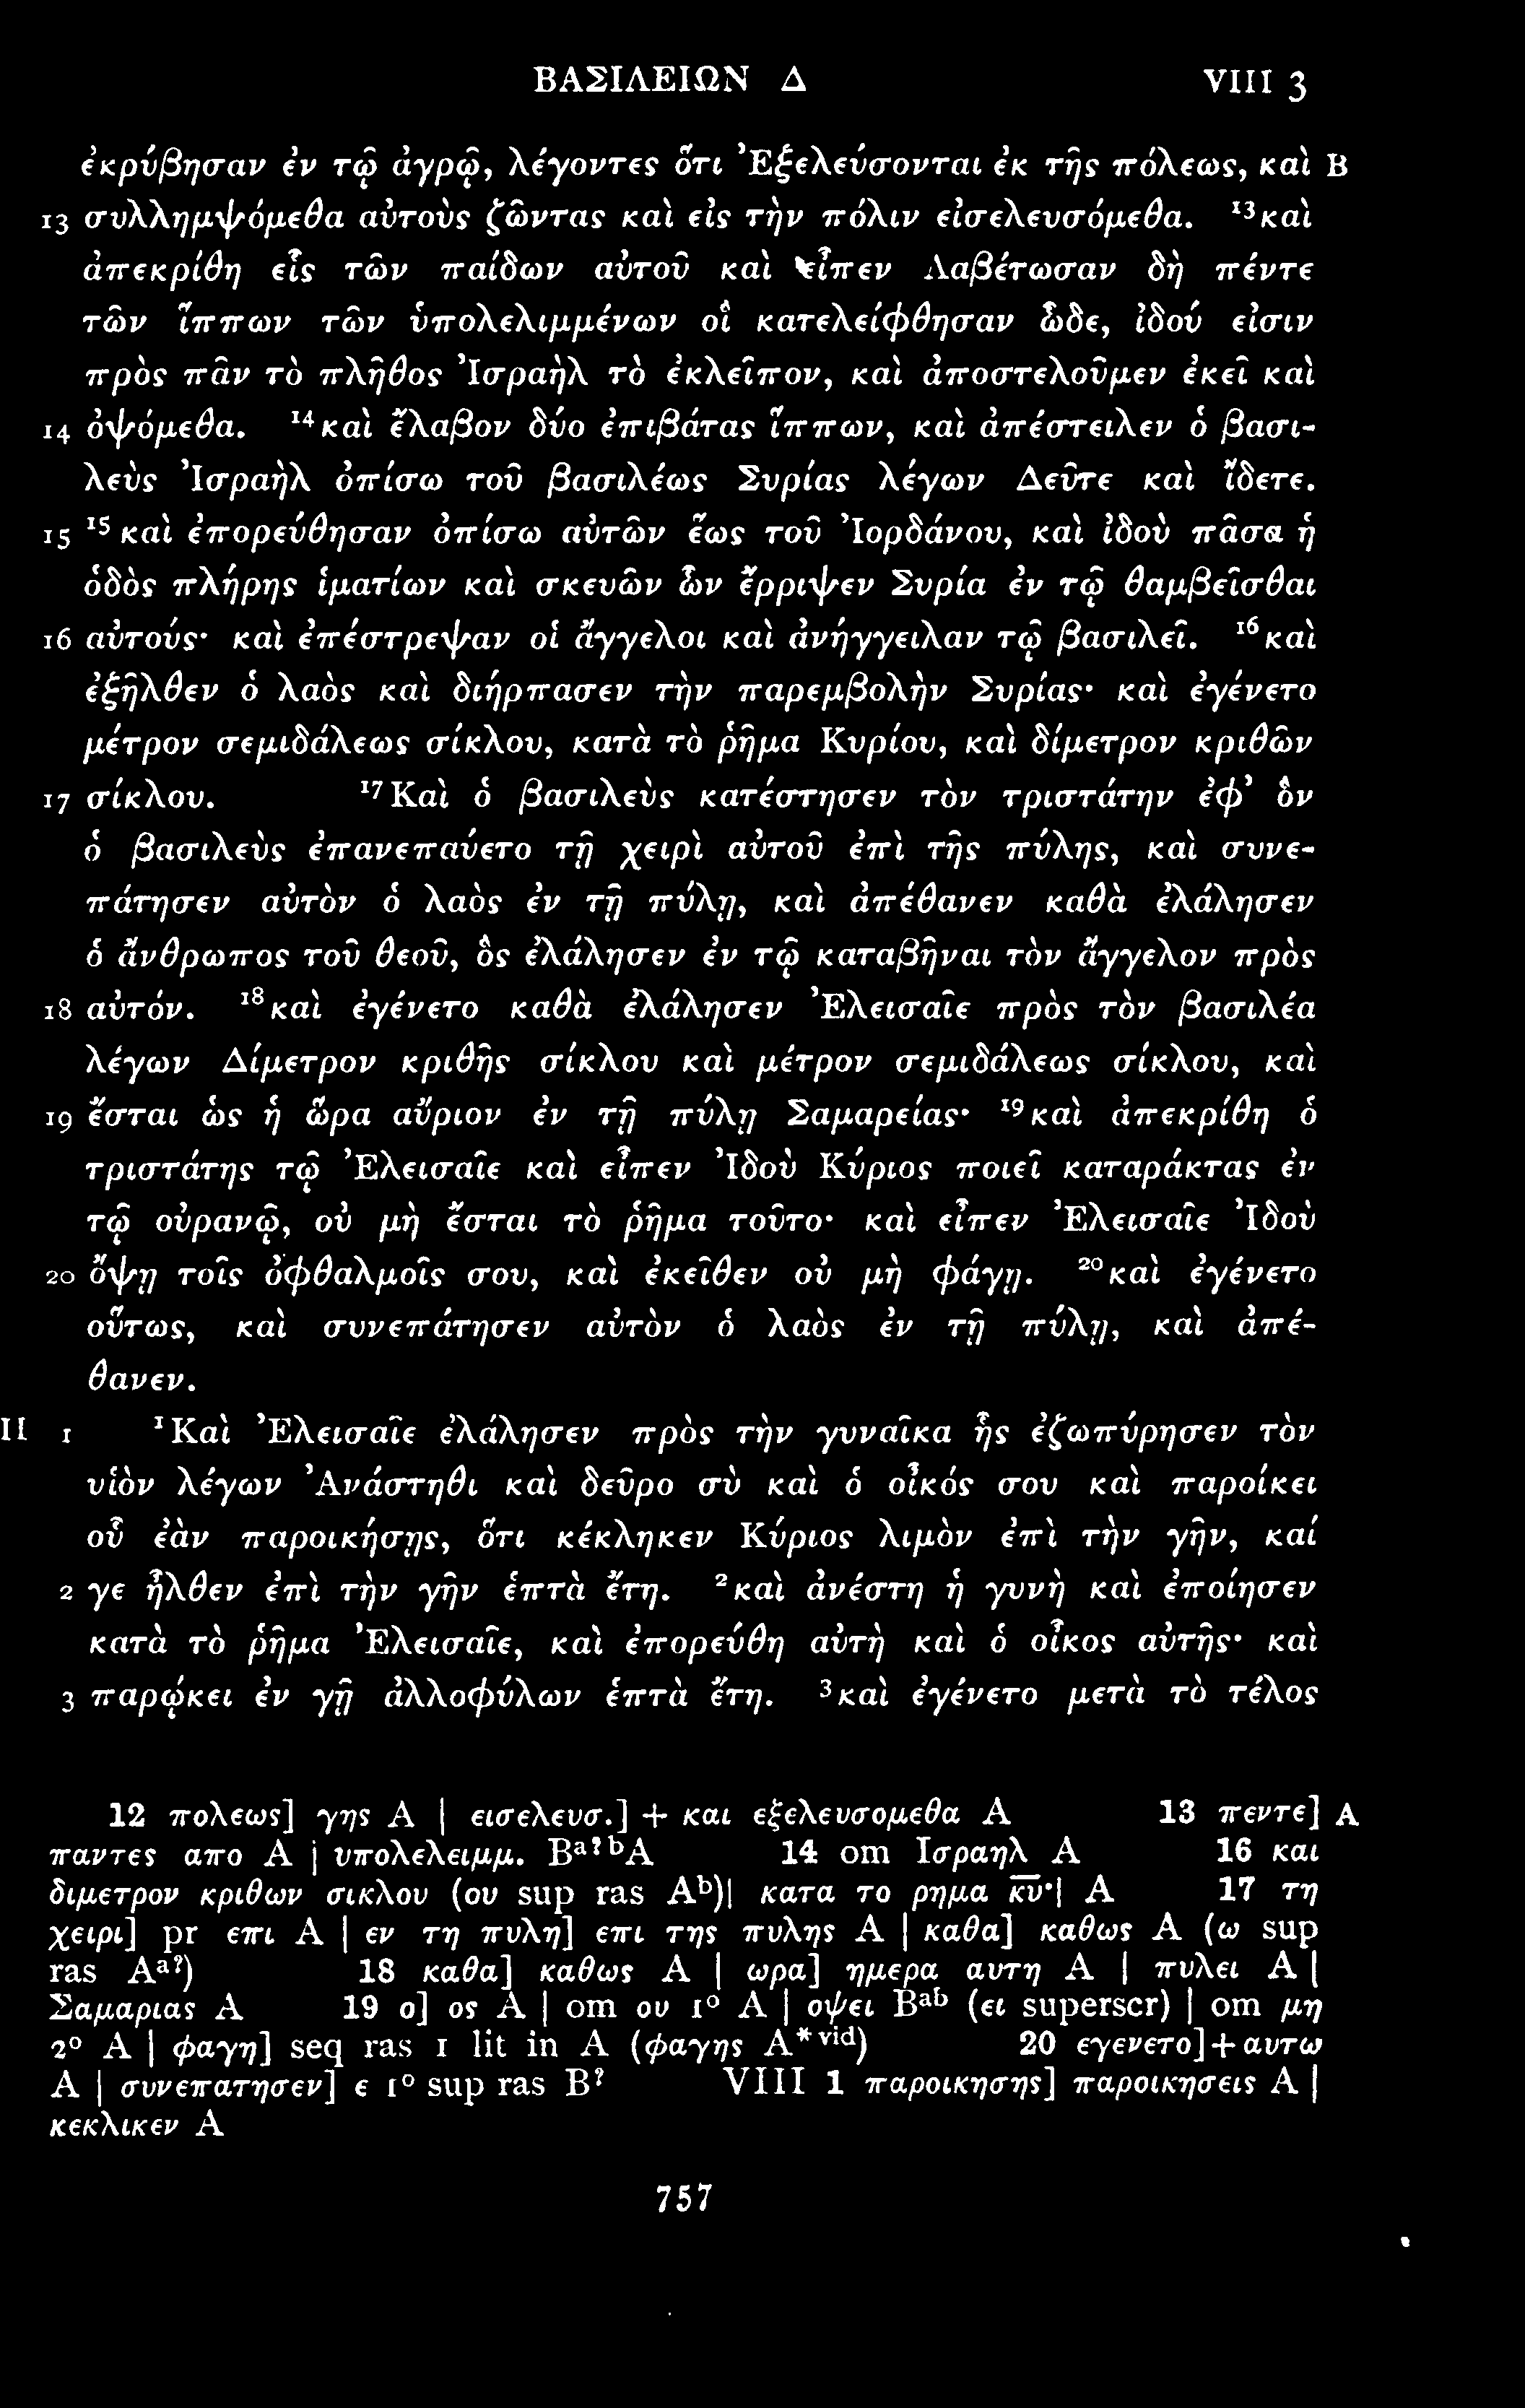 ΒΑΣΙΛΕΙΩΝ Δ VIII 3
ἐκρύβησαν ἐν τῷ ἀγρῷ, λέγοντες ὅτι Ἐξελεύσονται ἐκ τῆς πόλεως, καὶ B
13 συλλημψόμεθα αὐτοὺς ζῶντας καὶ εἰς τὴν πόλιν εἰσελευσόμεθα. ¹³καὶ
ἀπεκρίθη εἷς τῶν παίδων αὐτοῦ καὶ εἶπεν Λαβέτωσαν δὴ πέντε
τῶν ἵππων τῶν ὑπολελιμμένων οἳ κατελείφθησαν ὧδε, ἰδού εἰσιν
πρὸς πᾶν τὸ πλῆθος Ἰσραὴλ τὸ ἐκλεῖπον, καὶ ἀποστελοῦμεν ἐκεῖ καὶ
14 ὀψόμεθα. ¹⁴καὶ ἔλαβον δύο ἐπιβάτας ἵππων, καὶ ἀπέστειλεν ὁ βασι-
λεὺς Ἰσραὴλ ὀπίσω τοῦ βασιλέως Συρίας λέγων Δεῦτε καὶ ἴδετε.
15 ¹⁵καὶ ἐπορεύθησαν ὀπίσω αὐτῶν ἕως τοῦ Ἰορδάνου, καὶ ἰδοὺ πᾶσα ἡ
ὁδὸς πλήρης ἱματίων καὶ σκευῶν ὧν ἔρριψεν Συρία ἐν τῷ θαμβεῖσθαι
16 αὐτούς· καὶ ἐπέστρεψαν οἱ ἄγγελοι καὶ ἀνήγγειλαν τῷ βασιλεῖ. ¹⁶καὶ
ἐξῆλθεν ὁ λαὸς καὶ διήρπασεν τὴν παρεμβολὴν Συρίας· καὶ ἐγένετο
μέτρον σεμιδάλεως σίκλου, κατὰ τὸ ῥῆμα Κυρίου, καὶ δίμετρον κριθῶν
17 σίκλου. ¹⁷Καὶ ὁ βασιλεὺς κατέστησεν τὸν τριστάτην ἐφ’ ὃν
ὁ βασιλεὺς ἐπανεπαύετο τῇ χειρὶ αὐτοῦ ἐπὶ τῆς πύλης, καὶ συνε-
πάτησεν αὐτὸν ὁ λαὸς ἐν τῇ πύλῃ, καὶ ἀπέθανεν καθὰ ἐλάλησεν
ὁ ἄνθρωπος τοῦ θεοῦ, ὃς ἐλάλησεν ἐν τῷ καταβῆναι τὸν ἄγγελον πρὸς
18 αὐτόν. ¹⁸καὶ ἐγένετο καθὰ ἐλάλησεν Ἐλεισαῖε πρὸς τὸν βασιλέα
λέγων Δίμετρον κριθῆς σίκλου καὶ μέτρον σεμιδάλεως σίκλου, καὶ
19 ἔσται ὡς ἡ ὥρα αὔριον ἐν τῇ πύλῃ Σαμαρείας· ¹⁹καὶ ἀπεκρίθη ὁ
τριστάτης τῷ Ἐλεισαῖε καὶ εἶπεν Ἰδοὺ Κύριος ποιεῖ καταράκτας ἐν
τῷ οὐρανῷ, οὐ μὴ ἔσται τὸ ῥῆμα τοῦτο· καὶ εἶπεν Ἐλεισαῖε Ἰδοὺ
20 ὄψῃ τοῖς ὀφθαλμοῖς σου, καὶ ἐκεῖθεν οὐ μὴ φάγῃ. ²⁰καὶ ἐγένετο
οὕτως, καὶ συνεπάτησεν αὐτὸν ὁ λαὸς ἐν τῇ πύλῃ, καὶ ἀπέ-
θανεν.
II 1 ¹Καὶ Ἐλεισαῖε ἐλάλησεν πρὸς τὴν γυναῖκα ἧς ἐζωπύρησεν τὸν
υἱὸν λέγων Ἀνάστηθι καὶ δεῦρο σὺ καὶ ὁ οἶκός σου καὶ παροίκει
οὗ ἐὰν παροικήσῃς, ὅτι κέκληκεν Κύριος λιμὸν ἐπὶ τὴν γῆν, καί
2 γε ἦλθεν ἐπὶ τὴν γῆν ἑπτὰ ἔτη. ²καὶ ἀνέστη ἡ γυνὴ καὶ ἐποίησεν
κατὰ τὸ ῥῆμα Ἐλεισαῖε, καὶ ἐπορεύθη αὐτὴ καὶ ὁ οἶκος αὐτῆς· καὶ
3 παρῴκει ἐν γῇ ἀλλοφύλων ἑπτὰ ἔτη. ³καὶ ἐγένετο μετὰ τὸ τέλος
12 πολεως] γης A | εισελευσ.] + και εξελευσομεθα A 13 πεντε] A
παντες απο A | υπολελειμμ. Bᵃ?ᵇA 14 om Ισραηλ A 16 και
διμετρον κριθων σικλου (ου sup ras Aᵇ)| κατα το ρημα κ̅υ̅·| A 17 τη
χειρι] pr επι A | εν τη πυλη] επι της πυλης A | καθα] καθως A (ω sup
ras Aᵃ?) 18 καθα] καθως A | ωρα] ημερα αυτη A | πυλει A |
Σαμαριας A 19 ο] ος A | om ου 1° A | οψει Bᵃᵇ (ει superscr) | om μη
2° A | φαγη] seq ras 1 lit in A (φαγης A*ᵛⁱᵈ) 20 εγενετο]+αυτω
A | συνεπατησεν] ε 1° sup ras B? VIII 1 παροικησης] παροικησεις A |
κεκλικεν A
757